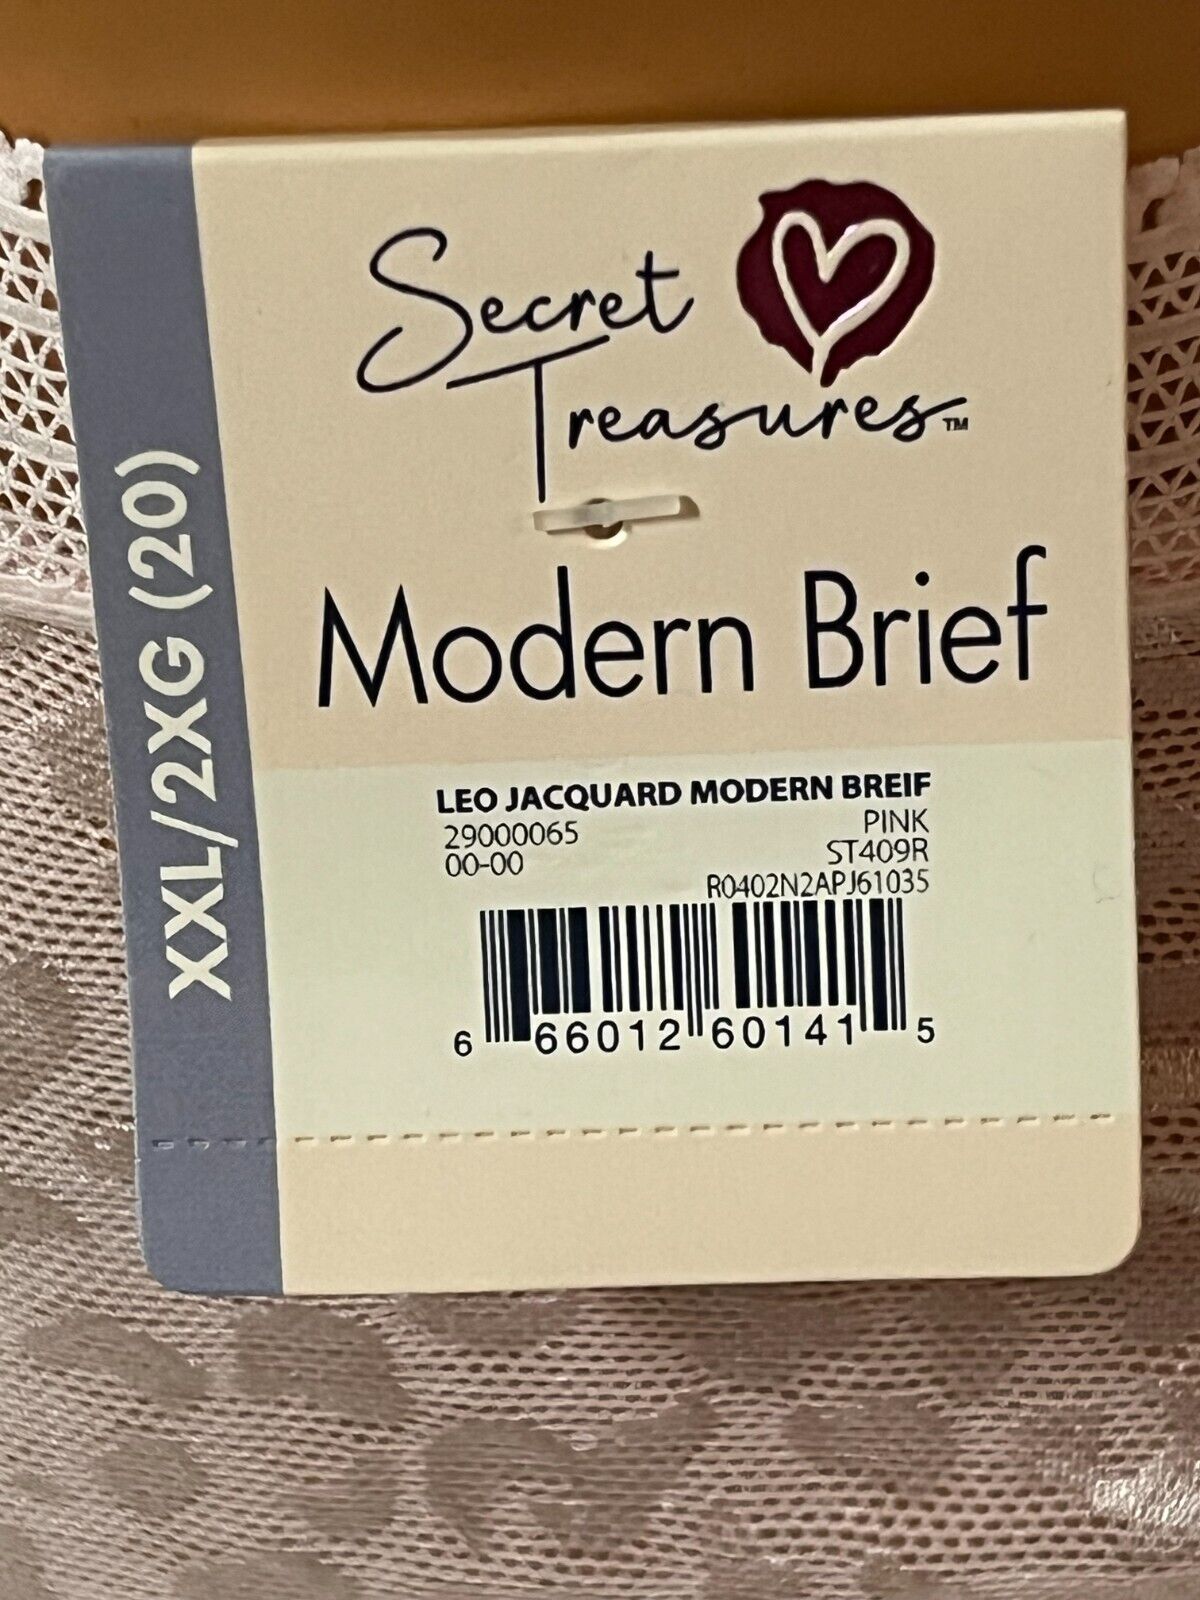 Secret
Treasures™
Modern Brief
XXL/2XG (20)
LEO JACQUARD MODERN BREIF
29000065 PINK
00-00 ST409R
R0402N2APJ61035
6 66012 60141 5